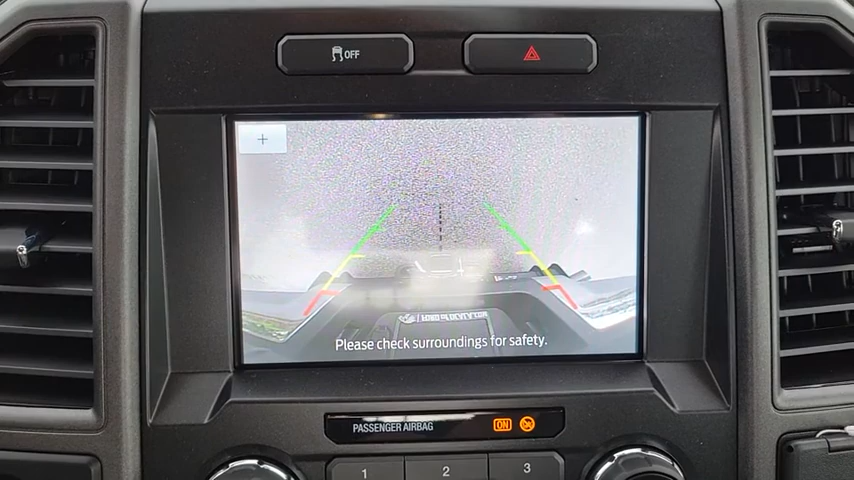 OFF
+
Please check surroundings for safety.
PASSENGER AIRBAG ON
1 2 3